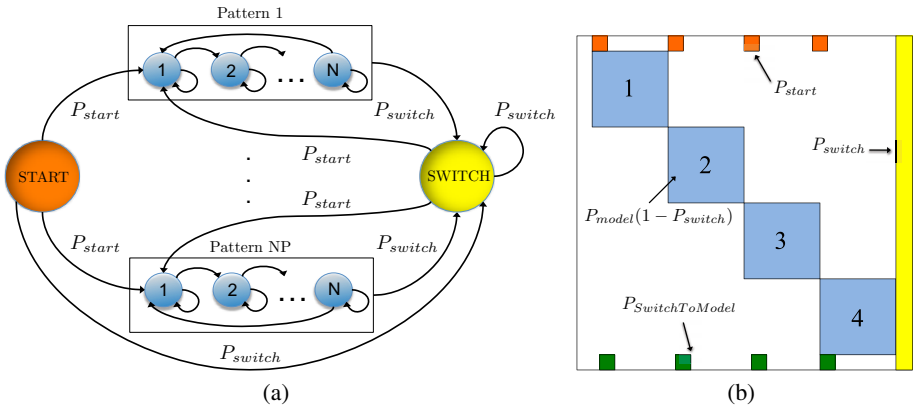 Pattern 1
1
2
...
N
P_start
P_switch
P_switch
START
P_start
SWITCH
.
.
.
P_start
P_start
Pattern NP
P_switch
1
2
...
N
P_switch
(a)
1
P_start
2
P_switch
P_model(1−P_switch)
3
P_SwitchToModel
4
(b)